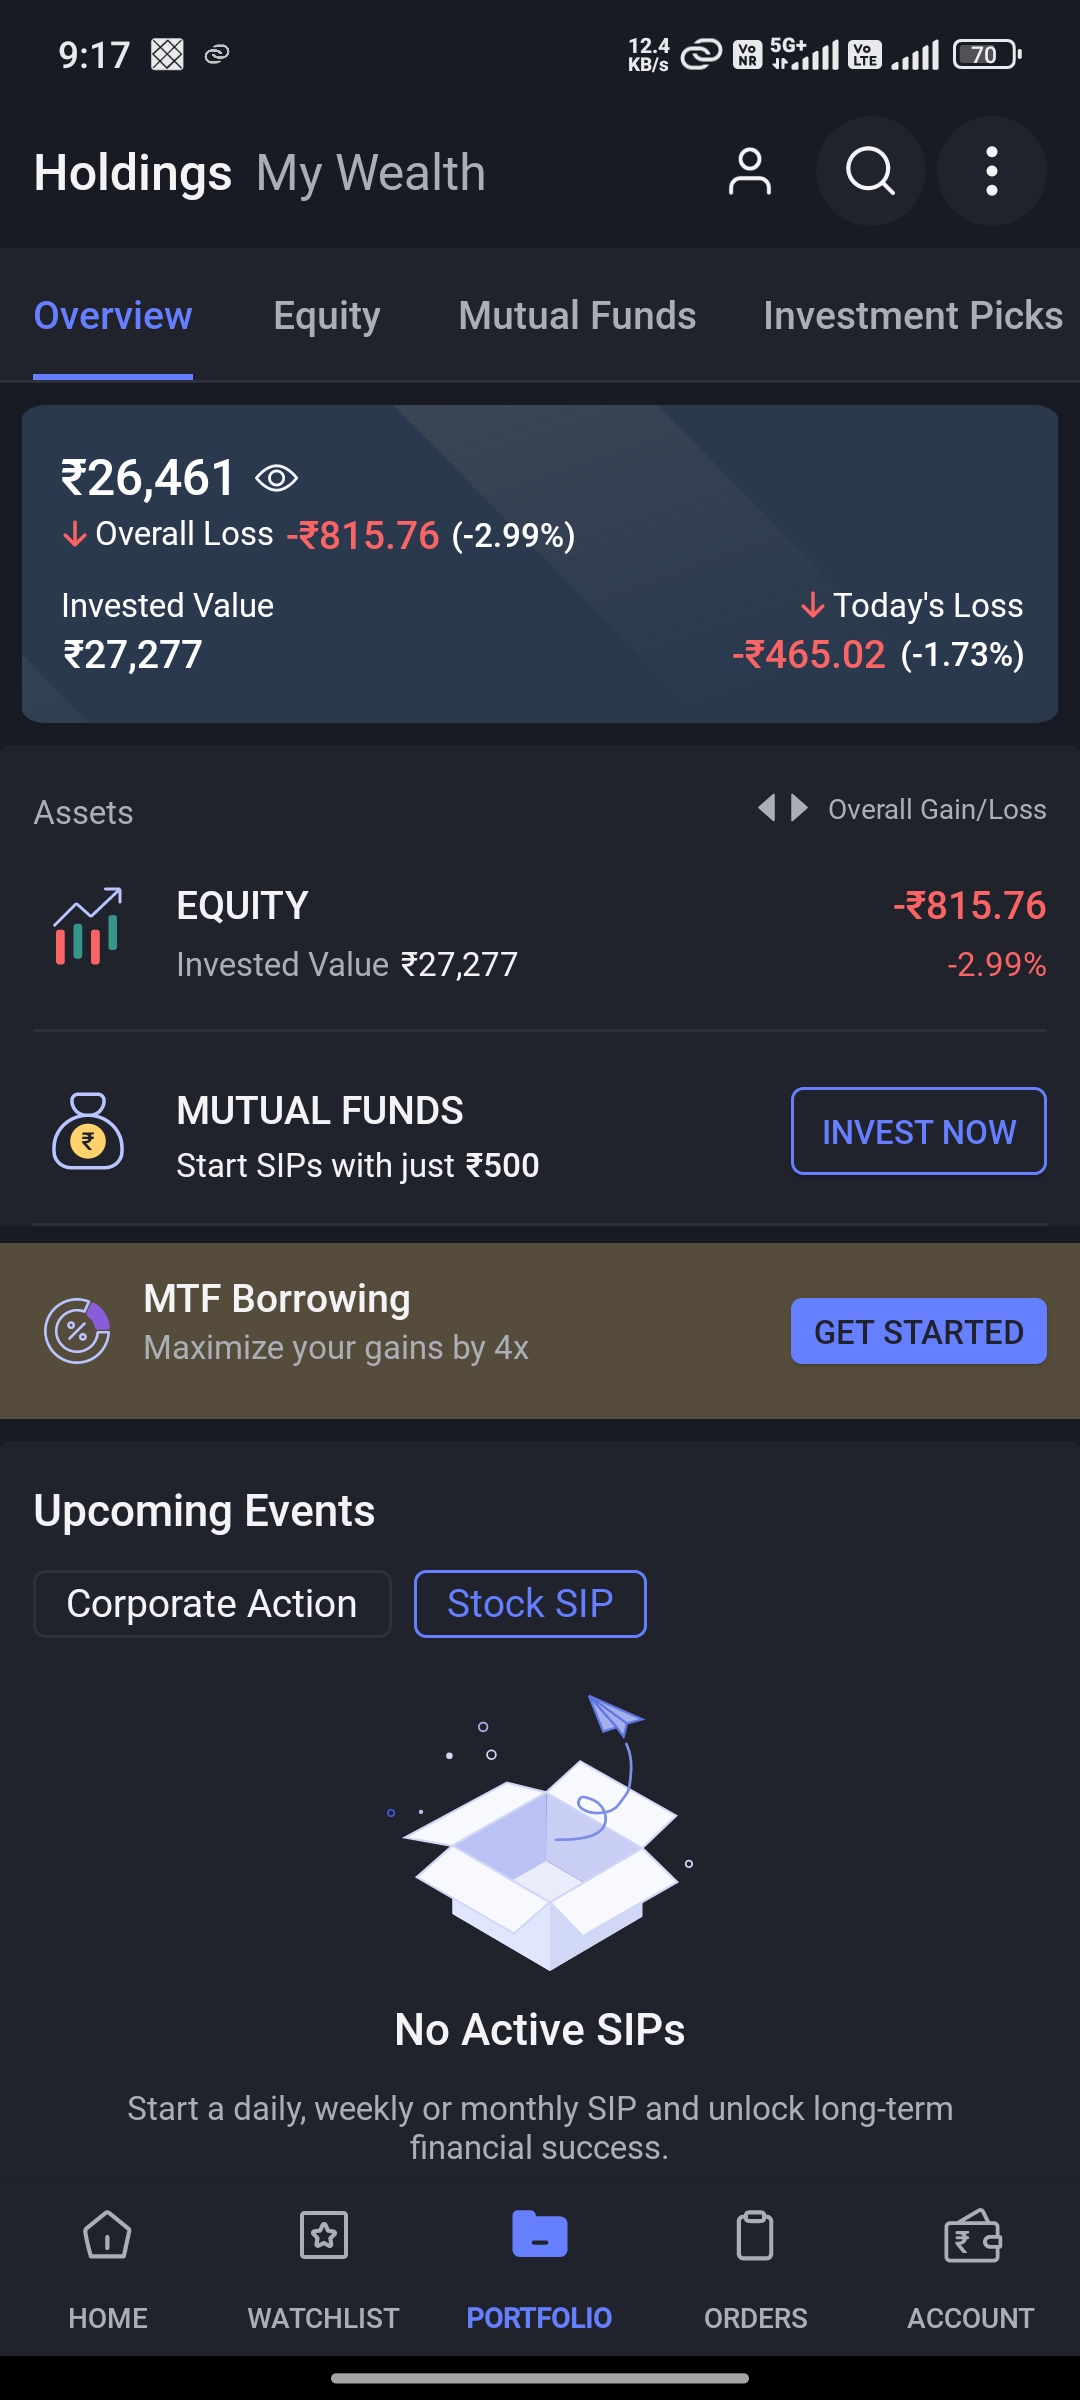 9:17 12.4 KB/s Vo NR 5G+ Vo LTE 70
Holdings My Wealth
Overview Equity Mutual Funds Investment Picks
₹26,461
Overall Loss -₹815.76 (-2.99%)
Invested Value Today's Loss
₹27,277 -₹465.02 (-1.73%)
Assets Overall Gain/Loss
EQUITY -₹815.76
Invested Value ₹27,277 -2.99%
MUTUAL FUNDS
Start SIPs with just ₹500
INVEST NOW
MTF Borrowing
Maximize your gains by 4x
GET STARTED
Upcoming Events
Corporate Action Stock SIP
No Active SIPs
Start a daily, weekly or monthly SIP and unlock long-term
financial success.
HOME WATCHLIST PORTFOLIO ORDERS ACCOUNT